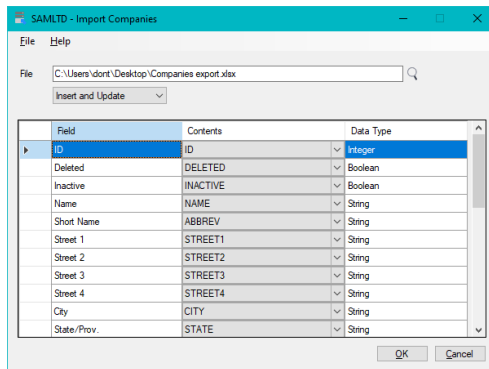 SAMLTD - Import Companies
File Help
File C:\Users\dont\Desktop\Companies export.xlsx
Insert and Update
Field Contents Data Type
ID ID Integer
Deleted DELETED Boolean
Inactive INACTIVE Boolean
Name NAME String
Short Name ABBREV String
Street 1 STREET1 String
Street 2 STREET2 String
Street 3 STREET3 String
Street 4 STREET4 String
City CITY String
State/Prov. STATE String
OK Cancel